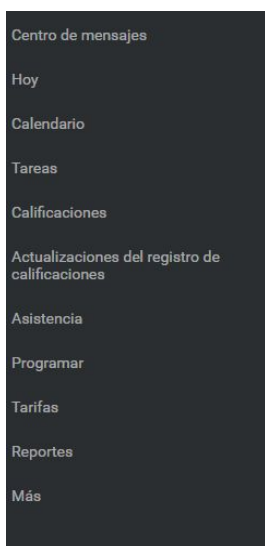 Centro de mensajes
Hoy
Calendario
Tareas
Calificaciones
Actualizaciones del registro de
calificaciones
Asistencia
Programar
Tarifas
Reportes
Más